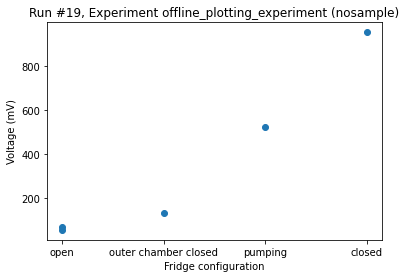 Run #19, Experiment offline_plotting_experiment (nosample)
Voltage (mV)
800
600
400
200
open outer chamber closed pumping closed
Fridge configuration